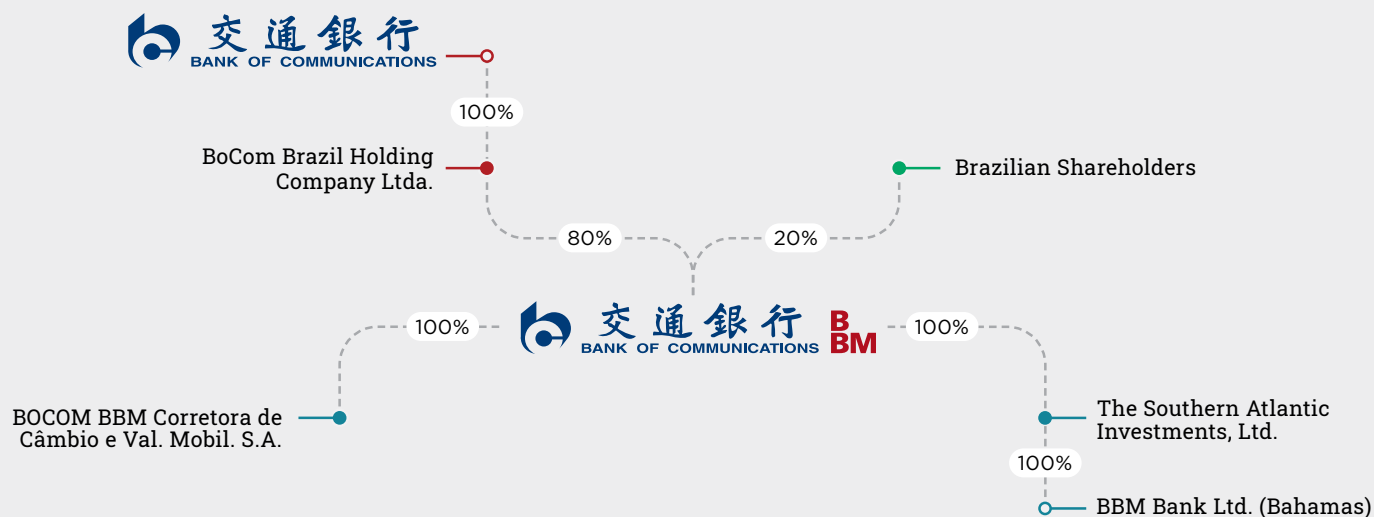 交通銀行
BANK OF COMMUNICATIONS
100%
BoCom Brazil Holding
Company Ltda.
Brazilian Shareholders
80%
20%
100%
交通銀行
BANK OF COMMUNICATIONS
B
BM
100%
BOCOM BBM Corretora de
Câmbio e Val. Mobil. S.A.
The Southern Atlantic
Investments, Ltd.
100%
BBM Bank Ltd. (Bahamas)